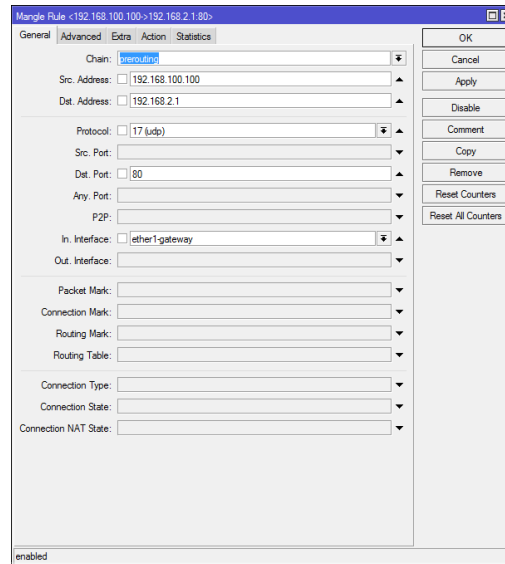 Mangle Rule <192.168.100.100->192.168.2.1:80>
General Advanced Extra Action Statistics
Chain: prerouting
Src. Address: 192.168.100.100
Dst. Address: 192.168.2.1
Protocol: 17 (udp)
Src. Port:
Dst. Port: 80
Any. Port:
P2P:
In. Interface: ether1-gateway
Out. Interface:
Packet Mark:
Connection Mark:
Routing Mark:
Routing Table:
Connection Type:
Connection State:
Connection NAT State:
OK
Cancel
Apply
Disable
Comment
Copy
Remove
Reset Counters
Reset All Counters
enabled